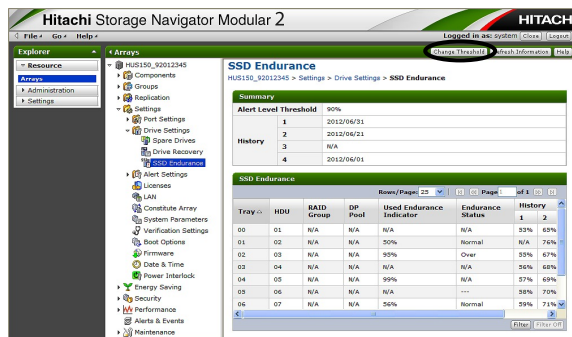 Hitachi Storage Navigator Modular 2
HITACH
File Go Help
Logged in as: system Close Logout
Explorer
Arrays
Change Threshold Refresh Information Help
Resource
Arrays
Administration
Settings
HUS150_92012345
Components
Groups
Replication
Settings
Port Settings
Drive Settings
Spare Drives
Drive Recovery
SSD Endurance
Alert Settings
Licenses
LAN
Constitute Array
System Parameters
Verification Settings
Boot Options
Firmware
Date & Time
Power Interlock
Energy Saving
Security
Performance
Alerts & Events
Maintenance
SSD Endurance
HUS150_92012345 > Settings > Drive Settings > SSD Endurance
Summary
Alert Level Threshold 90%
History
1 2012/06/31
2 2012/06/21
3 N/A
4 2012/06/01
SSD Endurance
Rows/Page: 25 Page 1 of 1
Tray HDU RAID Group DP Pool Used Endurance Indicator Endurance Status History 1 2
00 01 N/A N/A N/A N/A 53% 65%
01 02 N/A N/A 50% Normal N/A 76%
02 03 N/A N/A 95% Over 55% 67%
03 04 N/A N/A N/A N/A 56% 68%
04 05 N/A N/A 99% N/A 57% 69%
05 06 N/A N/A N/A --- 58% 70%
06 07 N/A N/A 56% Normal 59% 71%
Filter Filter Off